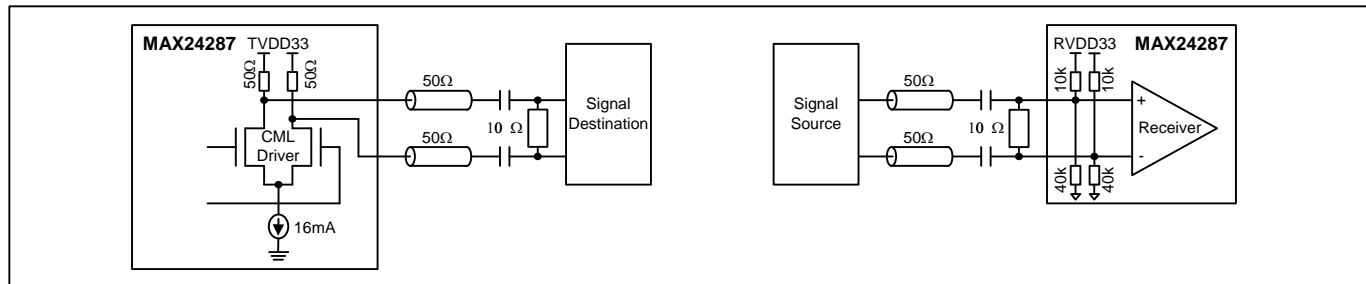 MAX24287 TVDD33
50Ω
50Ω
CML
Driver
16mA
50Ω
50Ω
10 Ω
Signal
Destination
Signal
Source
50Ω
50Ω
10 Ω
RVDD33 MAX24287
10k
10k
+
Receiver
-
40k
40k